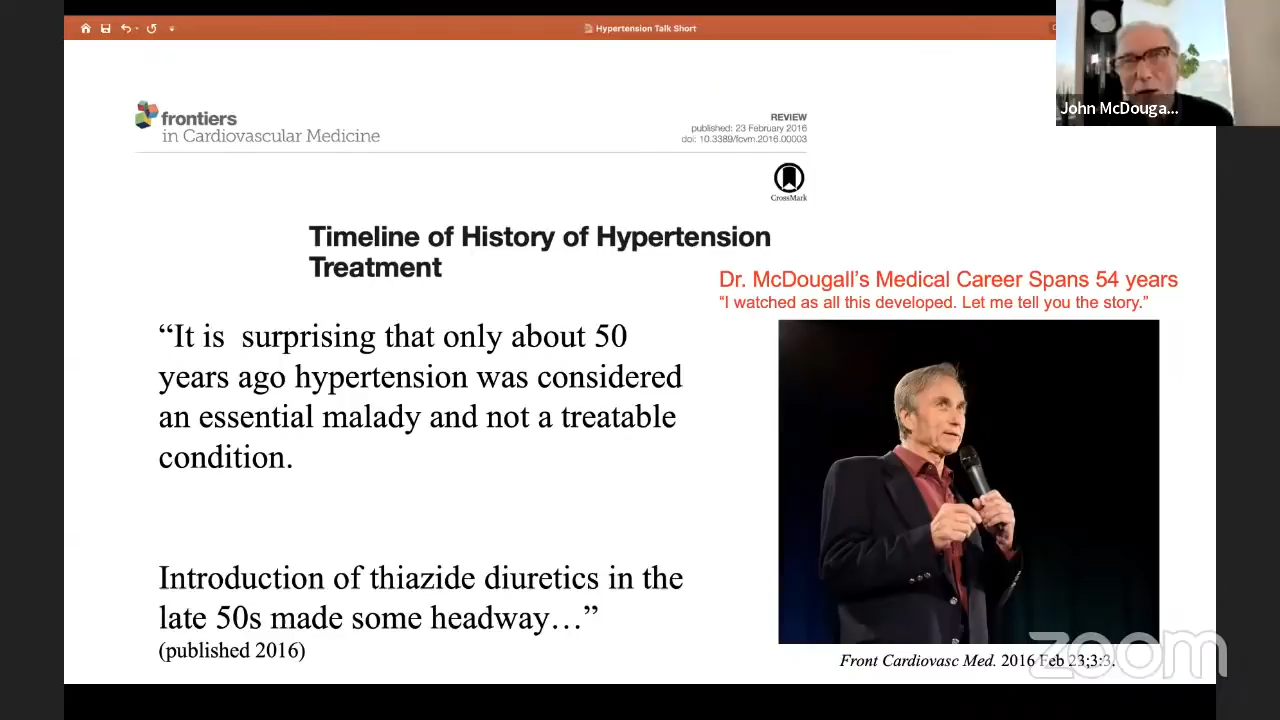 Hypertension Talk Short
John McDouga...
frontiers
in Cardiovascular Medicine
REVIEW
published: 23 February 2016
doi: 10.3389/fcvm.2016.00003
CrossMark
Timeline of History of Hypertension
Treatment
Dr. McDougall’s Medical Career Spans 54 years
“I watched as all this developed. Let me tell you the story.”
“It is  surprising that only about 50
years ago hypertension was considered
an essential malady and not a treatable
condition.
Introduction of thiazide diuretics in the
late 50s made some headway…”
(published 2016)
Front Cardiovasc Med. 2016 Feb 23;3:3.
zoom